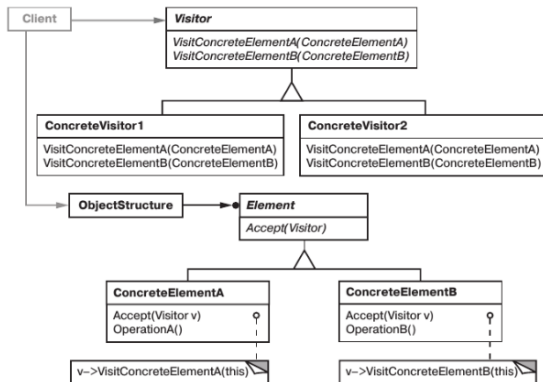 Client
Visitor
VisitConcreteElementA(ConcreteElementA)
VisitConcreteElementB(ConcreteElementB)
ConcreteVisitor1
VisitConcreteElementA(ConcreteElementA)
VisitConcreteElementB(ConcreteElementB)
ConcreteVisitor2
VisitConcreteElementA(ConcreteElementA)
VisitConcreteElementB(ConcreteElementB)
ObjectStructure
Element
Accept(Visitor)
ConcreteElementA
Accept(Visitor v)
OperationA()
v->VisitConcreteElementA(this)
ConcreteElementB
Accept(Visitor v)
OperationB()
v->VisitConcreteElementB(this)